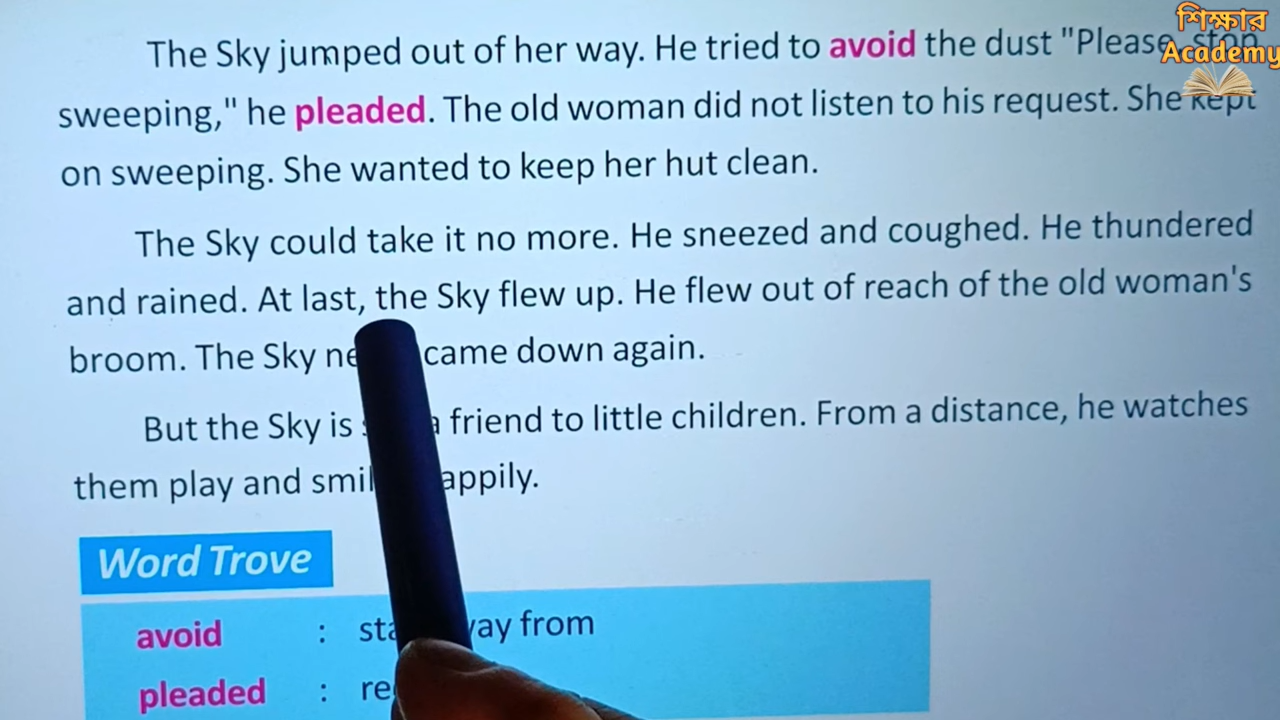 শিক্ষার
Academy
The Sky jumped out of her way. He tried to avoid the dust "Please, stop
sweeping," he pleaded. The old woman did not listen to his request. She kept
on sweeping. She wanted to keep her hut clean.
The Sky could take it no more. He sneezed and coughed. He thundered
and rained. At last, the Sky flew up. He flew out of reach of the old woman's
broom. The Sky came down again.
But the Sky is friend to little children. From a distance, he watches
them play and
Word Trove
avoid : from
pleaded :